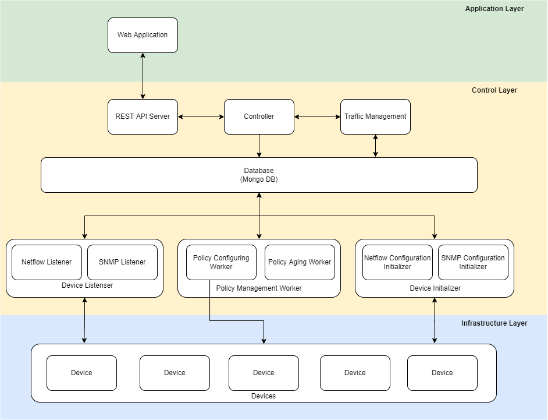 Application Layer
Web Application
Control Layer
REST API Server
Controller
Traffic Management
Database
(Mongo DB)
Netflow Listener
SNMP Listener
Device Listenser
Policy Configuring
Worker
Policy Aging Worker
Policy Management Worker
Netflow Configuration
Initializer
SNMP Configuration
Initializer
Device Initializer
Infrastructure Layer
Device
Device
Device
Device
Device
Devices